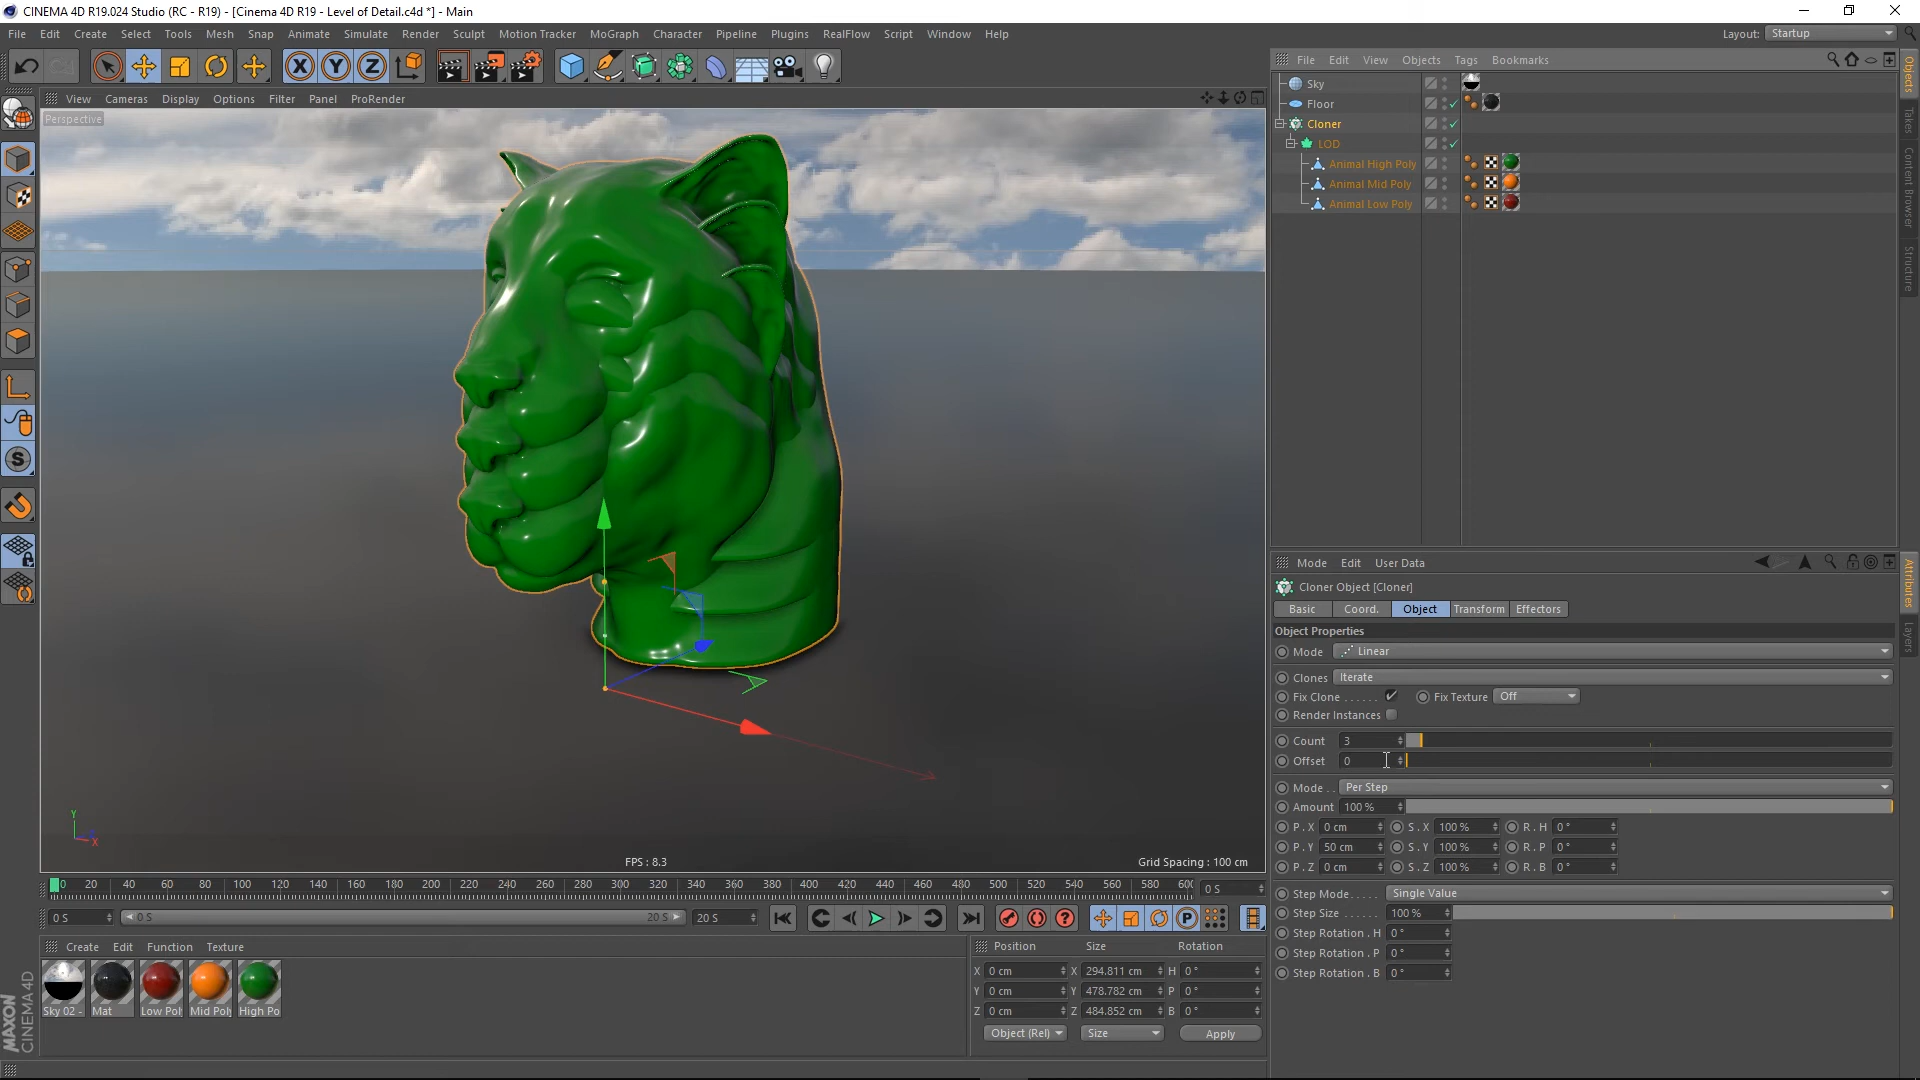 CINEMA 4D R19.024 Studio (RC - R19) - [Cinema 4D R19 - Level of Detail.c4d *] - Main
File Edit Create Select Tools Mesh Snap Animate Simulate Render Sculpt Motion Tracker MoGraph Character Pipeline Plugins RealFlow Script Window Help
Layout: Startup
X Y Z
View Cameras Display Options Filter Panel ProRender
Perspective
FPS : 8.3
Grid Spacing : 100 cm
Y
X
S
0 20 40 60 80 100 120 140 160 180 200 220 240 260 280 300 320 340 360 380 400 420 440 460 480 500 520 540 560 580 60
0 S
0 S
0 S
20 S
20 S
P
Create Edit Function Texture
Sky 02 -
Mat
Low Pol
Mid Pol
High Po
MAXON
CINEMA 4D
Position Size Rotation
X 0 cm X 294.811 cm H 0 °
Y 0 cm Y 478.782 cm P 0 °
Z 0 cm Z 484.852 cm B 0 °
Object (Rel) Size Apply
File Edit View Objects Tags Bookmarks
Sky
Floor
Cloner
LOD
Animal High Poly
Animal Mid Poly
Animal Low Poly
Objects
Takes
Content Browser
Structure
Mode Edit User Data
Cloner Object [Cloner]
Basic Coord. Object Transform Effectors
Object Properties
Mode Linear
Clones Iterate
Fix Clone . . . . . . Fix Texture Off
Render Instances
Count 3
Offset 0
Mode . . Per Step
Amount 100 %
P . X 0 cm S . X 100 % R . H 0 °
P . Y 50 cm S . Y 100 % R . P 0 °
P . Z 0 cm S . Z 100 % R . B 0 °
Step Mode. . . . . Single Value
Step Size . . . . . . 100 %
Step Rotation . H 0 °
Step Rotation . P 0 °
Step Rotation . B 0 °
Attributes
Layers